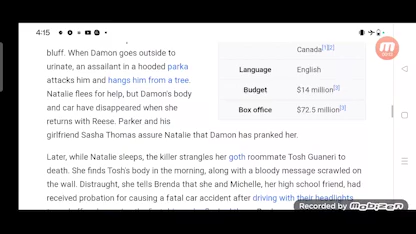 4:15
bluff. When Damon goes outside to
urinate, an assailant in a hooded parka
attacks him and hangs him from a tree.
Natalie flees for help, but Damon's body
and car have disappeared when she
returns with Reese. Parker and his
girlfriend Sasha Thomas assure Natalie that Damon has pranked her.
Canada[1][2]
Language English
Budget $14 million[3]
Box office $72.5 million[3]
Later, while Natalie sleeps, the killer strangles her goth roommate Tosh Guaneri to
death. She finds Tosh's body in the morning, along with a bloody message scrawled on
the wall. Distraught, she tells Brenda that she and Michelle, her high school friend, had
received probation for causing a fatal car accident after driving with their headlights
Recorded by Mobizen